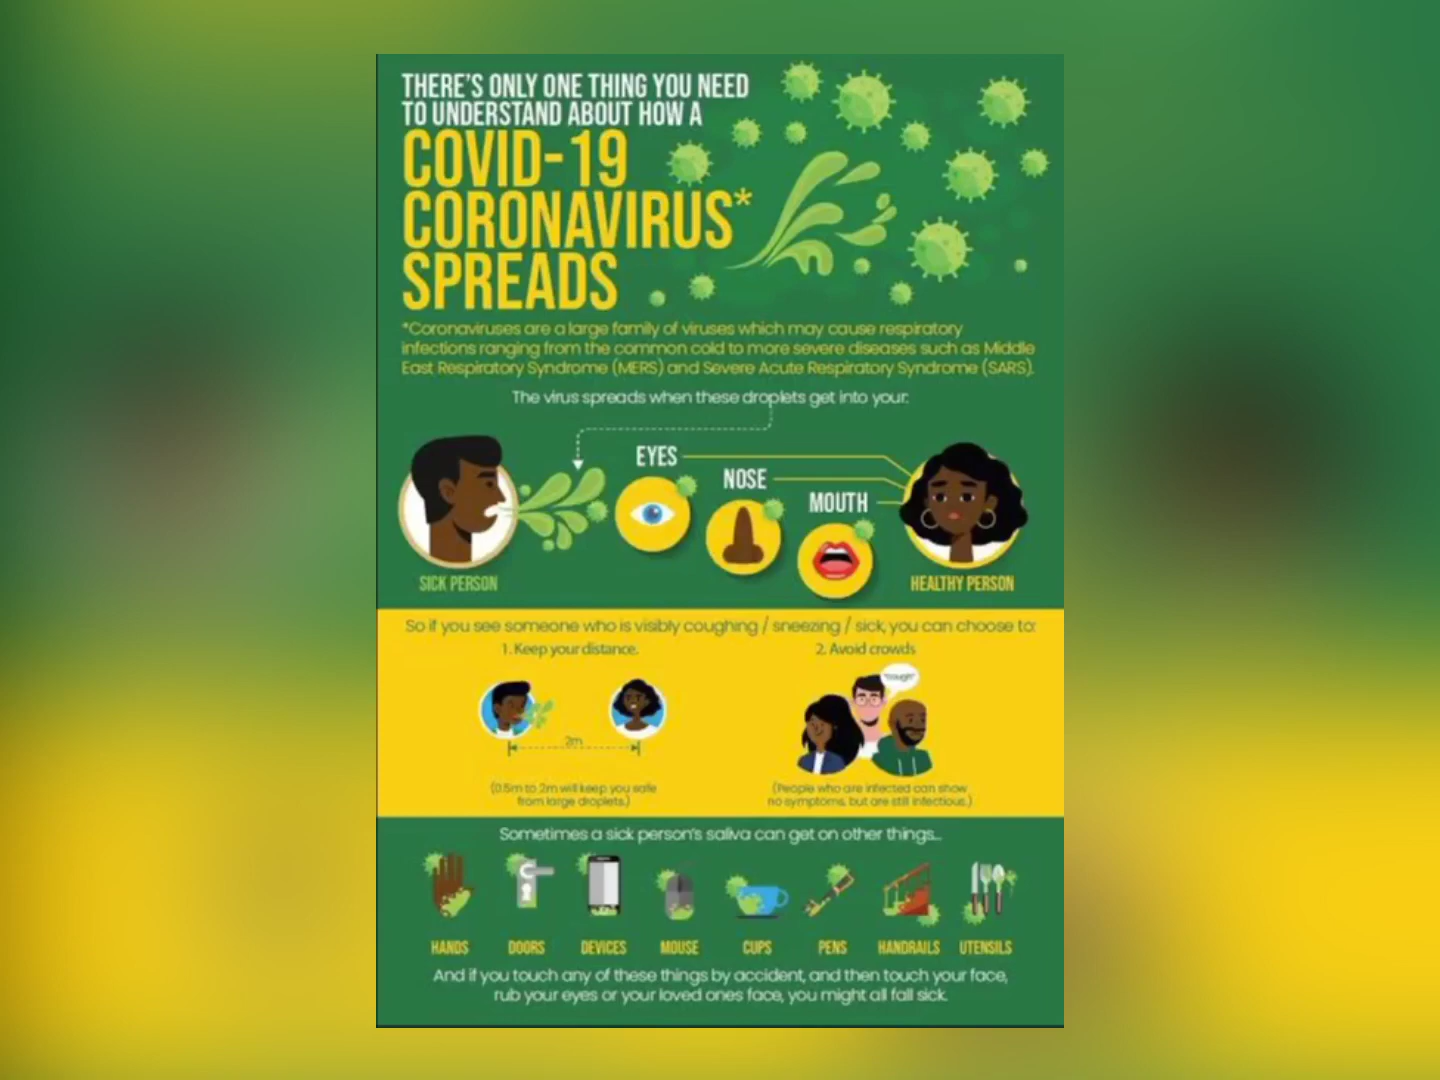 THERE'S ONLY ONE THING YOU NEED
TO UNDERSTAND ABOUT HOW A
COVID-19
CORONAVIRUS*
SPREADS
*Coronaviruses are a large family of viruses which may cause respiratory
infections ranging from the common cold to more severe diseases such as Middle
East Respiratory Syndrome (MERS) and Severe Acute Respiratory Syndrome (SARS).
The virus spreads when these droplets get into your:
EYES
NOSE
MOUTH
SICK PERSON
HEALTHY PERSON
So if you see someone who is visibly coughing / sneezing / sick, you can choose to:
1. Keep your distance.
2m
(0.5m to 2m will keep you safe
from large droplets.)
2. Avoid crowds
"cough"
(People who are infected can show
no symptoms, but are still infectious.)
Sometimes a sick person's saliva can get on other things...
HANDS
DOORS
DEVICES
MOUSE
CUPS
PENS
HANDRAILS
UTENSILS
And if you touch any of these things by accident, and then touch your face,
rub your eyes or your loved ones face, you might all fall sick.